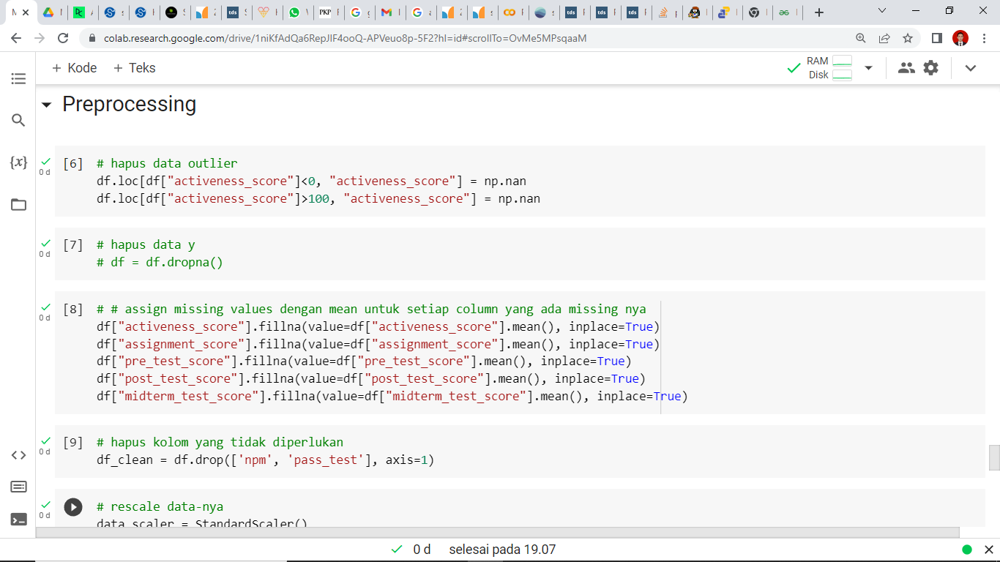 colab.research.google.com/drive/1niKfAdQa6RepJIF4ooQ-APVeuo8p-5F2?hl=id#scrollTo=OvMe5MPsqaaM
+ Kode + Teks
RAM
Disk
Preprocessing
[6] # hapus data outlier
df.loc[df["activeness_score"]<0, "activeness_score"] = np.nan
df.loc[df["activeness_score"]>100, "activeness_score"] = np.nan
0 d
[7] # hapus data y
# df = df.dropna()
0 d
[8] # # assign missing values dengan mean untuk setiap column yang ada missing nya
df["activeness_score"].fillna(value=df["activeness_score"].mean(), inplace=True)
df["assignment_score"].fillna(value=df["assignment_score"].mean(), inplace=True)
df["pre_test_score"].fillna(value=df["pre_test_score"].mean(), inplace=True)
df["post_test_score"].fillna(value=df["post_test_score"].mean(), inplace=True)
df["midterm_test_score"].fillna(value=df["midterm_test_score"].mean(), inplace=True)
0 d
[9] # hapus kolom yang tidak diperlukan
df_clean = df.drop(['npm', 'pass_test'], axis=1)
0 d
# rescale data-nya
data_scaler = StandardScaler()
0 d
0 d selesai pada 19.07